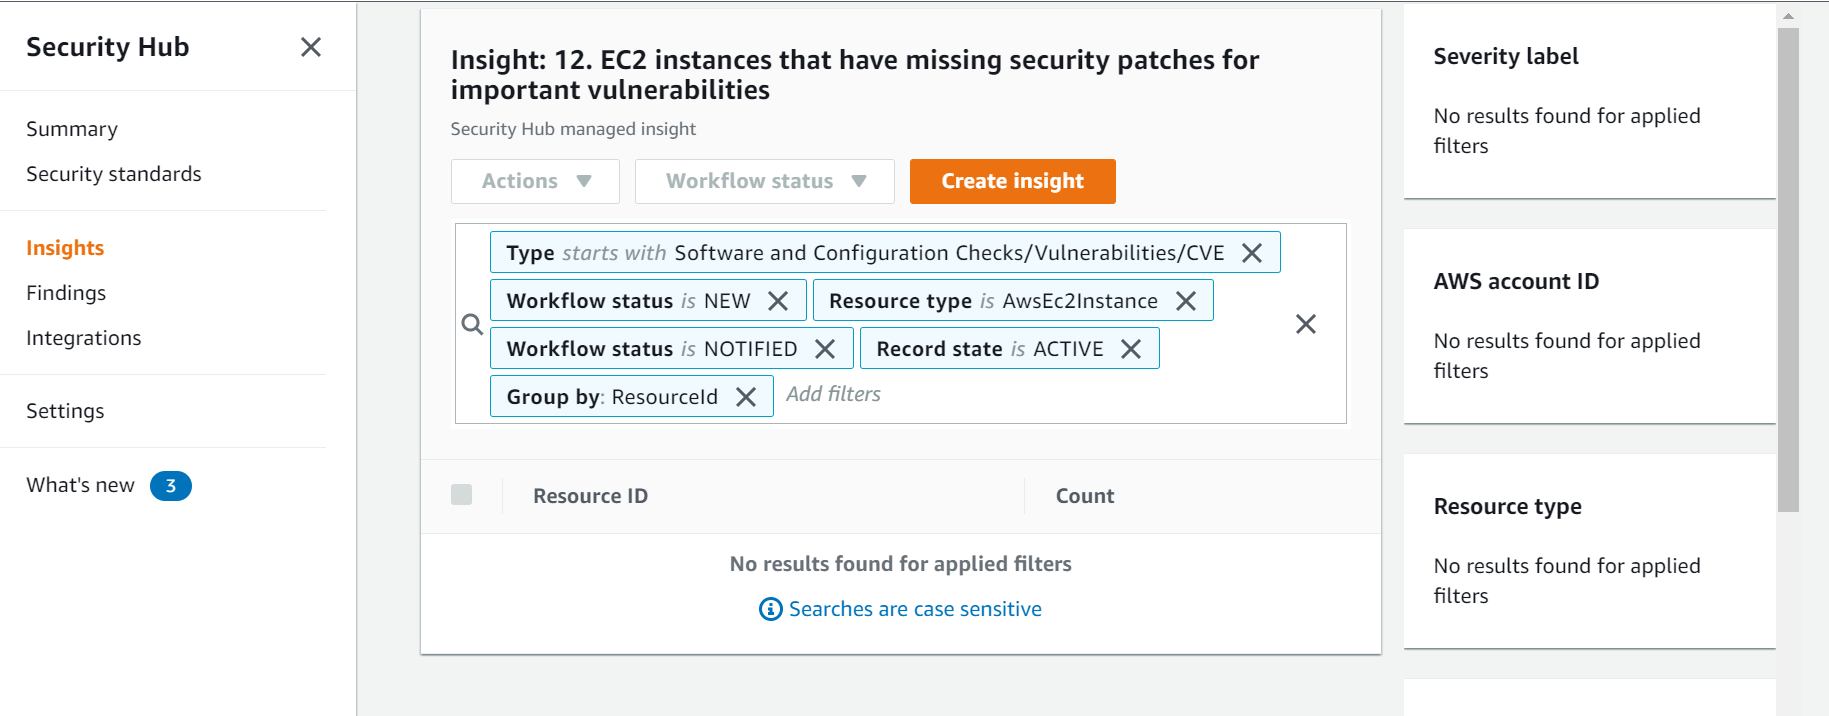 Security Hub
Summary
Security standards
Insights
Findings
Integrations
Settings
What's new 3
Insight: 12. EC2 instances that have missing security patches for
important vulnerabilities
Security Hub managed insight
Actions
Workflow status
Create insight
Type starts with Software and Configuration Checks/Vulnerabilities/CVE
Workflow status is NEW
Resource type is AwsEc2Instance
Workflow status is NOTIFIED
Record state is ACTIVE
Group by: ResourceId
Add filters
Resource ID
Count
No results found for applied filters
Searches are case sensitive
Severity label
No results found for applied
filters
AWS account ID
No results found for applied
filters
Resource type
No results found for applied
filters